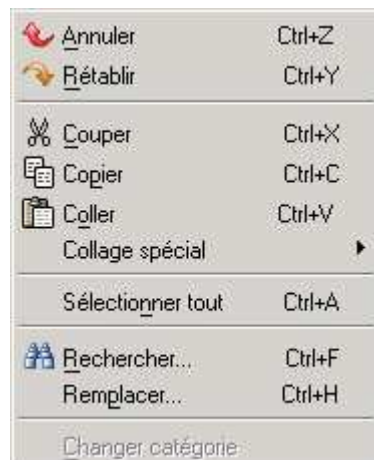 Annuler Ctrl+Z
Rétablir Ctrl+Y
Couper Ctrl+X
Copier Ctrl+C
Coller Ctrl+V
Collage spécial
Sélectionner tout Ctrl+A
Rechercher... Ctrl+F
Remplacer... Ctrl+H
Changer catégorie